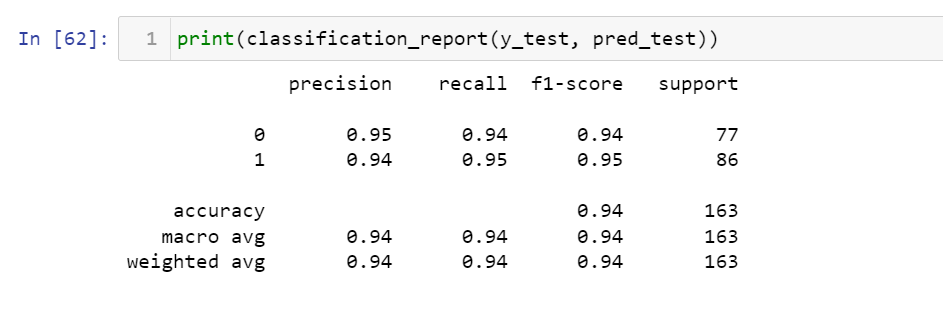 In [62]: 1 print(classification_report(y_test, pred_test))
precision recall f1-score support
0 0.95 0.94 0.94 77
1 0.94 0.95 0.95 86
accuracy 0.94 163
macro avg 0.94 0.94 0.94 163
weighted avg 0.94 0.94 0.94 163